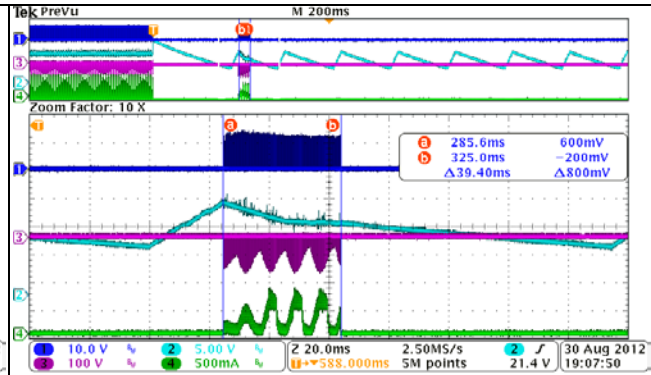 Tek PreVu M 200ms
T b
1
3
2
4
Zoom Factor: 10 X
T a b
a 285.6ms 600mV
b 325.0ms −200mV
Δ39.40ms Δ800mV
1
3
2
4
1 10.0 V 2 5.00 V Z 20.0ms 2.50MS/s 2 30 Aug 2012
3 100 V 4 500mA T→▼588.000ms 5M points 21.4 V 19:07:50